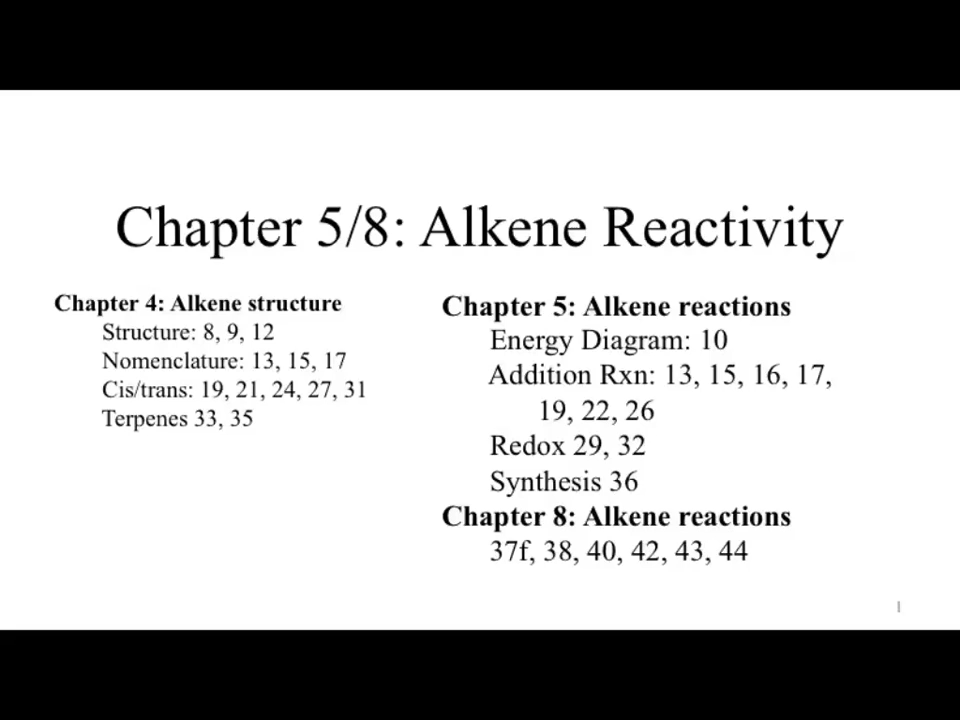 Chapter 5/8: Alkene Reactivity
Chapter 4: Alkene structure
Structure: 8, 9, 12
Nomenclature: 13, 15, 17
Cis/trans: 19, 21, 24, 27, 31
Terpenes 33, 35
Chapter 5: Alkene reactions
Energy Diagram: 10
Addition Rxn: 13, 15, 16, 17,
19, 22, 26
Redox 29, 32
Synthesis 36
Chapter 8: Alkene reactions
37f, 38, 40, 42, 43, 44
1